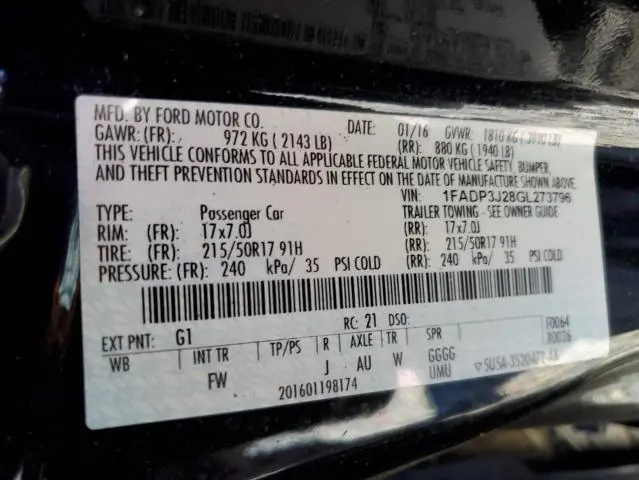 MFD. BY FORD MOTOR CO. DATE: 01/16 GVWR: 1810 KG
GAWR: (FR): 972 KG ( 2143 LB) (RR): 880 KG ( 1940 LB)
THIS VEHICLE CONFORMS TO ALL APPLICABLE FEDERAL MOTOR VEHICLE SAFETY, BUMPER,
AND THEFT PREVENTION STANDARDS IN EFFECT ON THE DATE OF MANUFACTURE SHOWN ABOVE.
VIN: 1FADP3J28GL273796
TYPE: Passenger Car TRAILER TOWING - SEE OWNER GUIDE
RIM: (FR): 17x7.0J (RR): 17x7.0J
TIRE: (FR): 215/50R17 91H (RR): 215/50R17 91H
PRESSURE: (FR): 240 kPa/ 35 PSI COLD (RR): 240 kPa/ 35 PSI COLD
EXT PNT: G1 RC: 21 DSO: F0064
R0036
WB INT TR TP/PS R AXLE TR SPR
FW J AU W GGGG
UMU
201601198174